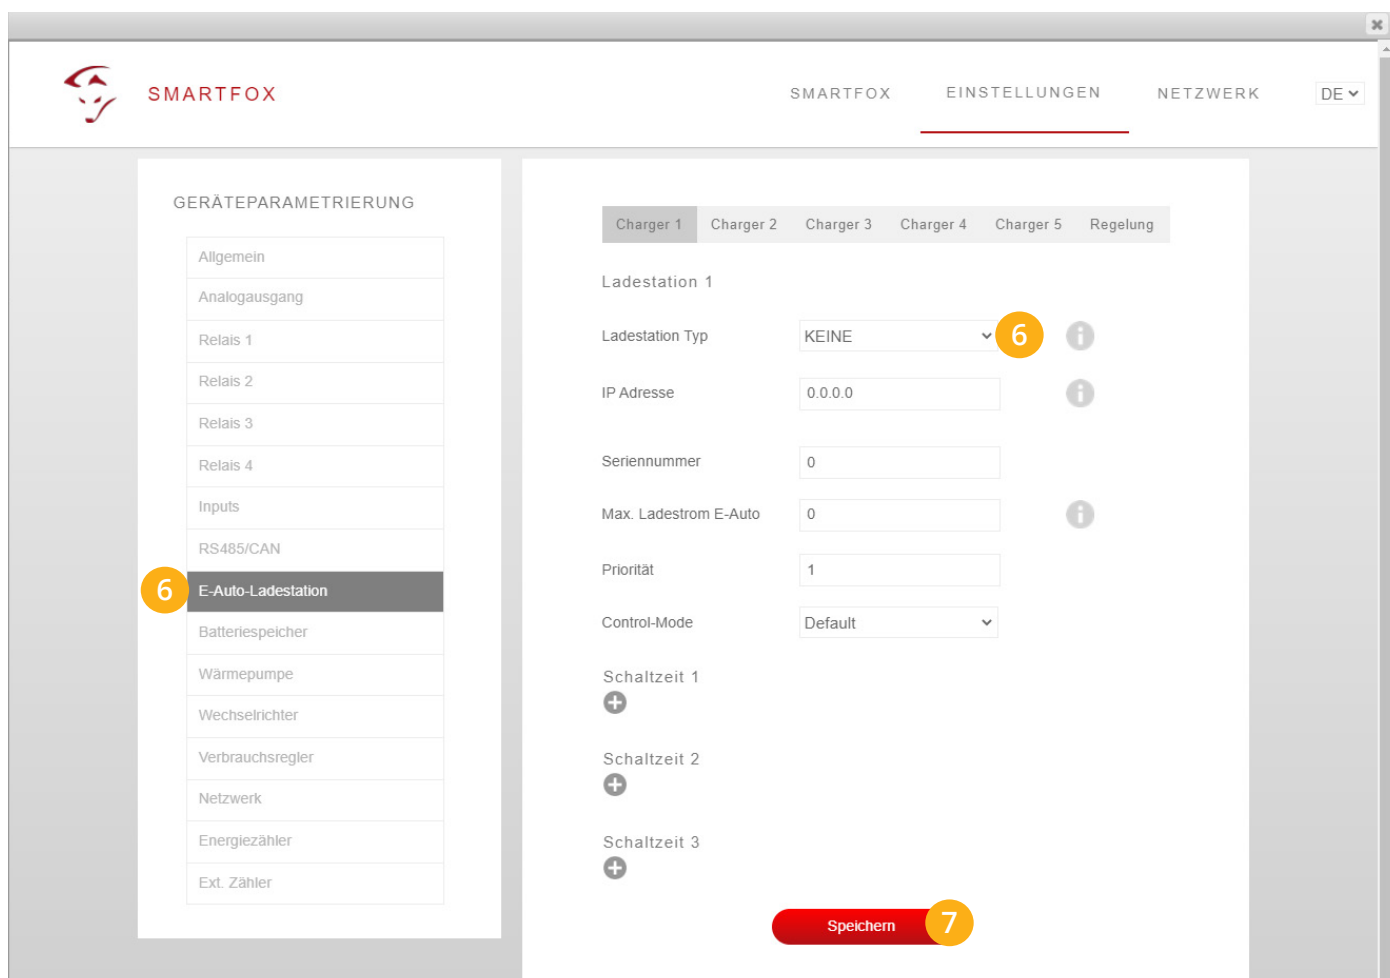 SMARTFOX
SMARTFOX EINSTELLUNGEN NETZWERK DE
GERÄTEPARAMETRIERUNG
Allgemein
Analogausgang
Relais 1
Relais 2
Relais 3
Relais 4
Inputs
RS485/CAN
6 E-Auto-Ladestation
Batteriespeicher
Wärmepumpe
Wechselrichter
Verbrauchsregler
Netzwerk
Energiezähler
Ext. Zähler
Charger 1 Charger 2 Charger 3 Charger 4 Charger 5 Regelung
Ladestation 1
Ladestation Typ KEINE 6
IP Adresse 0.0.0.0
Seriennummer 0
Max. Ladestrom E-Auto 0
Priorität 1
Control-Mode Default
Schaltzeit 1
Schaltzeit 2
Schaltzeit 3
Speichern 7